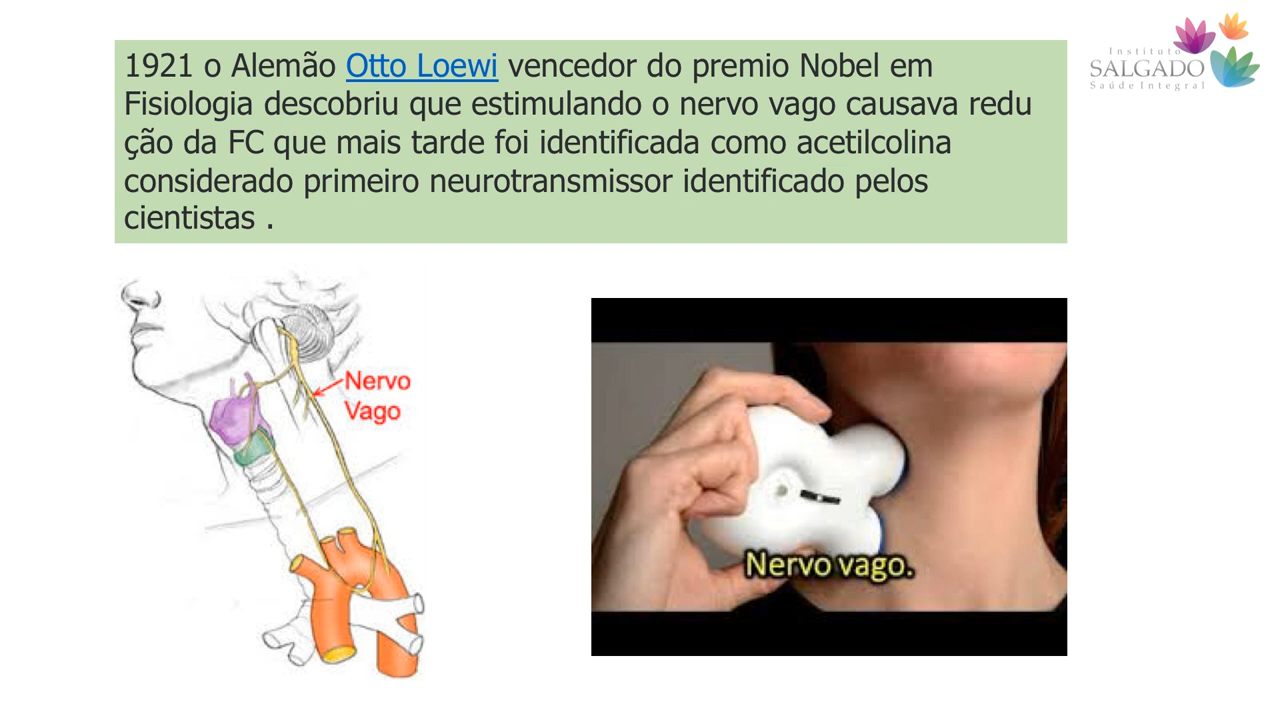 1921 o Alemão Otto Loewi vencedor do premio Nobel em
Fisiologia descobriu que estimulando o nervo vago causava redu
ção da FC que mais tarde foi identificada como acetilcolina
considerado primeiro neurotransmissor identificado pelos
cientistas .
Instituto
SALGADO
Saúde Integral
Nervo
Vago
Nervo vago.